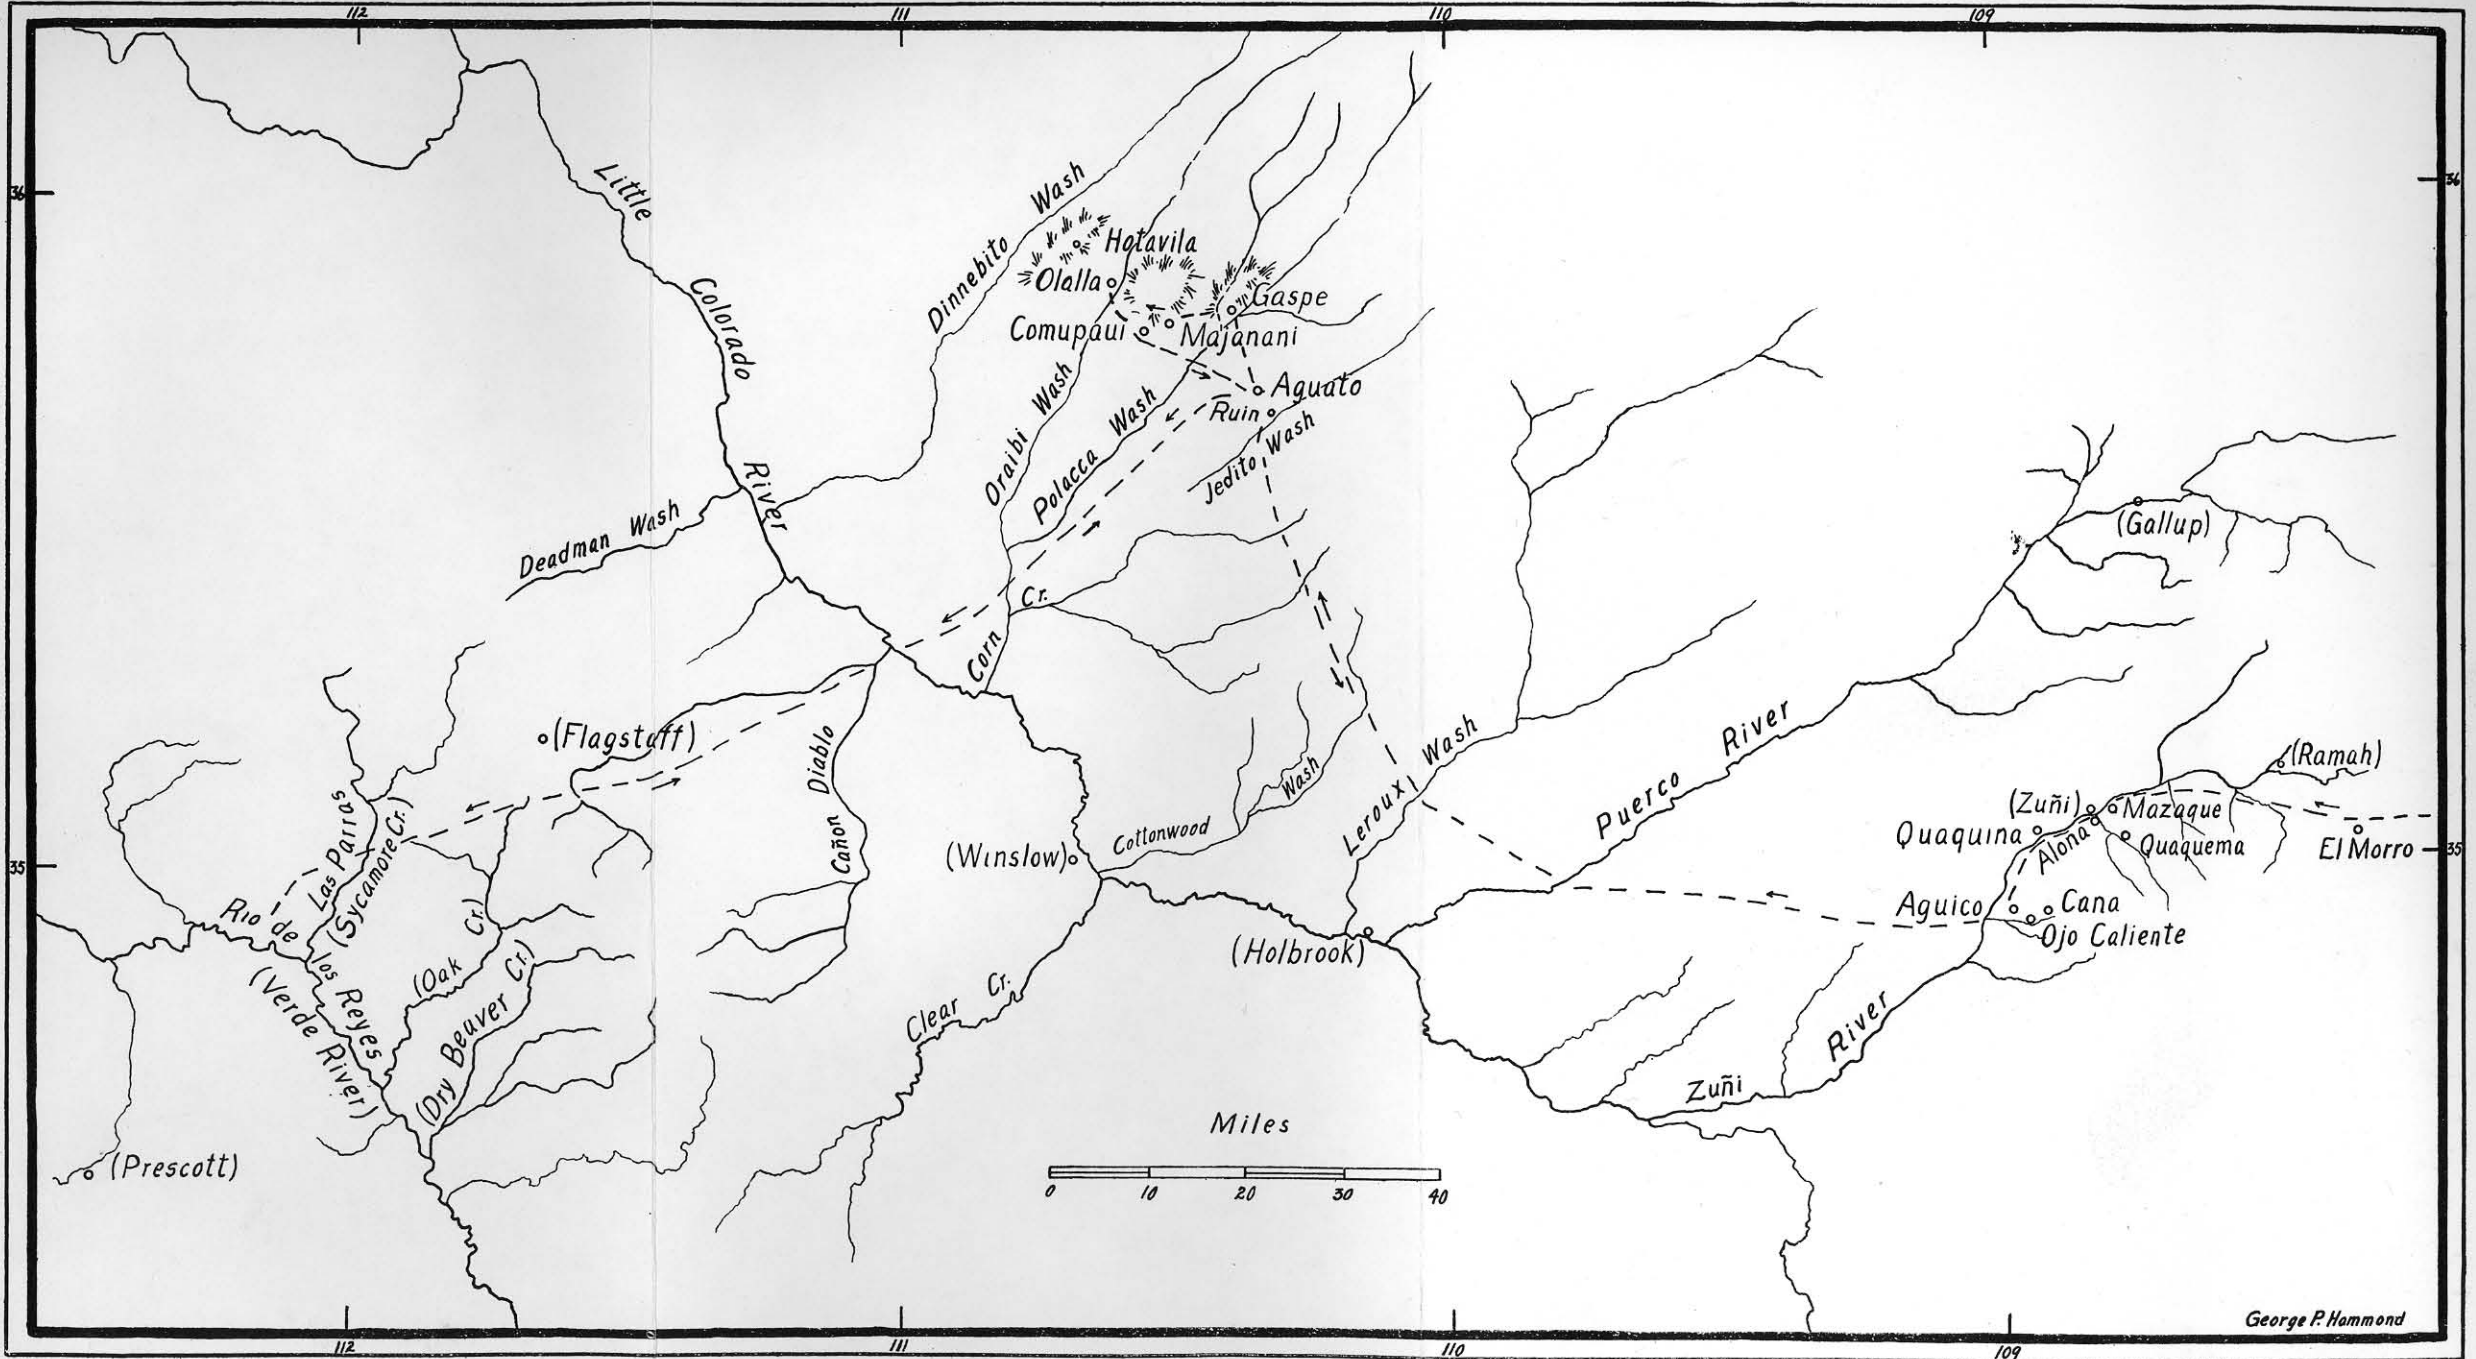 112
111
110
109
36
36
Little
Colorado
River
Dinnebito Wash
Hotavila
Olalla
Gaspe
Comupaui
Majanani
Aguato
Ruin
Oraibi Wash
Polacca Wash
Jedito Wash
Deadman Wash
(Gallup)
Corn
Cr.
(Flagstaff)
Diablo
Cañon
Leroux Wash
Puerco River
(Ramah)
(Zuñi)
Mazaque
Quaquina
Alona
Quaquema
El Morro
Las Parras
(Sycamore Cr.)
(Winslow)
Cottonwood
Wash
35
35
Rio de los Reyes
(Verde River)
(Oak Cr.)
(Dry Beuver Cr.)
Aguico
Cana
Ojo Caliente
(Holbrook)
Clear Cr.
Zuñi River
(Prescott)
Miles
0 10 20 30 40
George P. Hammond
112
111
110
109